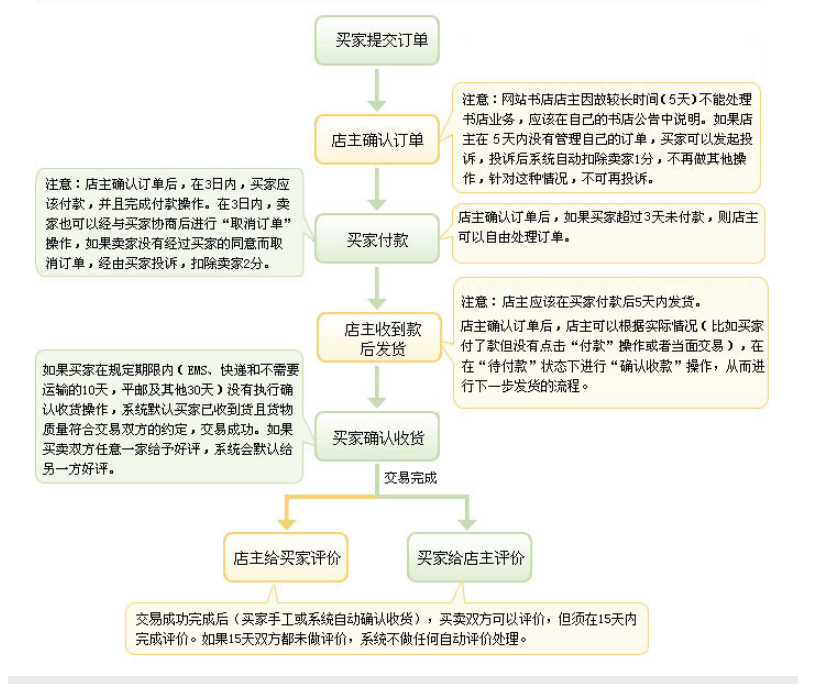 买家提交订单
注意：网站书店店主因故较长时间（5天）不能处理
书店业务，应该在自己的书店公告中说明。如果店
主在 5天内没有管理自己的订单，买家可以发起投
诉，投诉后系统自动扣除卖家1分，不再做其他操
作，针对这种情况，不可再投诉。
店主确认订单
注意：店主确认订单后，在3日内，买家应
该付款，并且完成付款操作。在3日内，卖
家也可以经与买家协商后进行“取消订单”
操作，如果卖家没有经过买家的同意而取
消订单，经由买家投诉，扣除卖家2分。
买家付款
店主确认订单后，如果买家超过3天未付款，则店主
可以自由处理订单。
店主收到款
后发货
注意：店主应该在买家付款后5天内发货。
店主确认订单后，店主可以根据实际情况（比如买家
付了款但没有点击“付款”操作或者当面交易），在
在“待付款”状态下进行“确认收款”操作，从而进
行下一步发货的流程。
如果买家在规定期限内（EMS、快递和不需要
运输的10天，平邮及其他30天）没有执行确
认收货操作，系统默认买家已收到货且货物
质量符合交易双方的约定，交易成功。如果
买卖双方任意一家给予好评，系统会默认给
另一方好评。
买家确认收货
交易完成
店主给买家评价
买家给店主评价
交易成功完成后（买家手工或系统自动确认收货），买卖双方可以评价，但须在15天内
完成评价。如果15天双方都未做评价，系统不做任何自动评价处理。